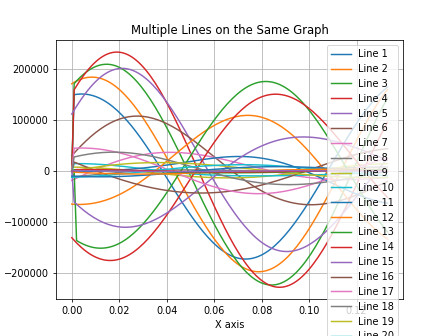 Multiple Lines on the Same Graph
200000
100000
0
−100000
−200000
0.00
0.02
0.04
0.06
0.08
0.10
X axis
Line 1
Line 2
Line 3
Line 4
Line 5
Line 6
Line 7
Line 8
Line 9
Line 10
Line 11
Line 12
Line 13
Line 14
Line 15
Line 16
Line 17
Line 18
Line 19
Line 20